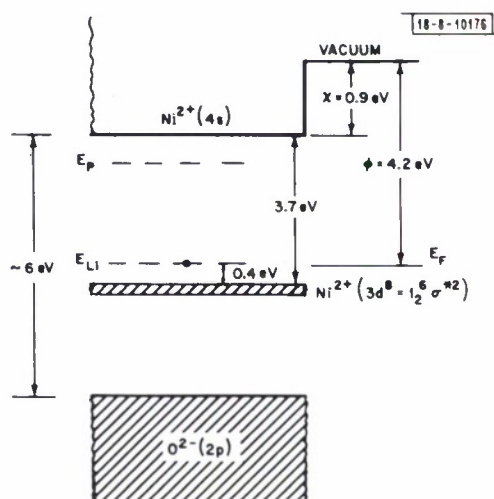 18-8-10176
VACUUM
χ = 0.9 eV
Ni²⁺(4s)
E_P
ϕ = 4.2 eV
3.7 eV
~6 eV
E_Li
0.4 eV
E_F
Ni²⁺(3d⁸ = t₂⁶ σ*²)
O²⁻(2p)